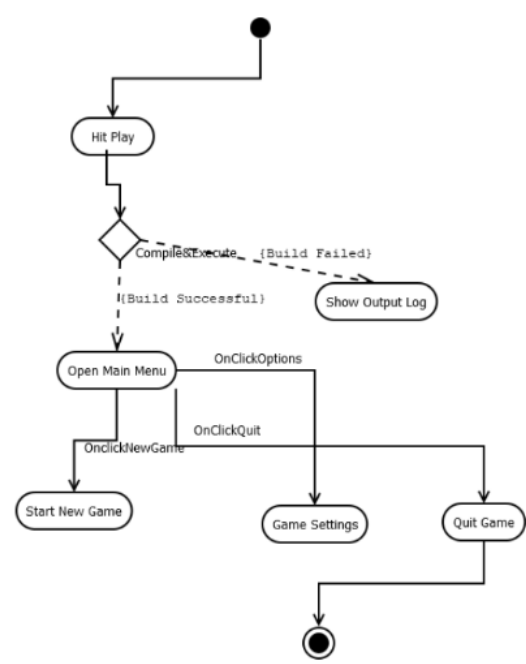 Hit Play
Compile&Execute
{Build Failed}
{Build Successful}
Show Output Log
Open Main Menu
OnClickOptions
OnClickQuit
OnclickNewGame
Start New Game
Game Settings
Quit Game